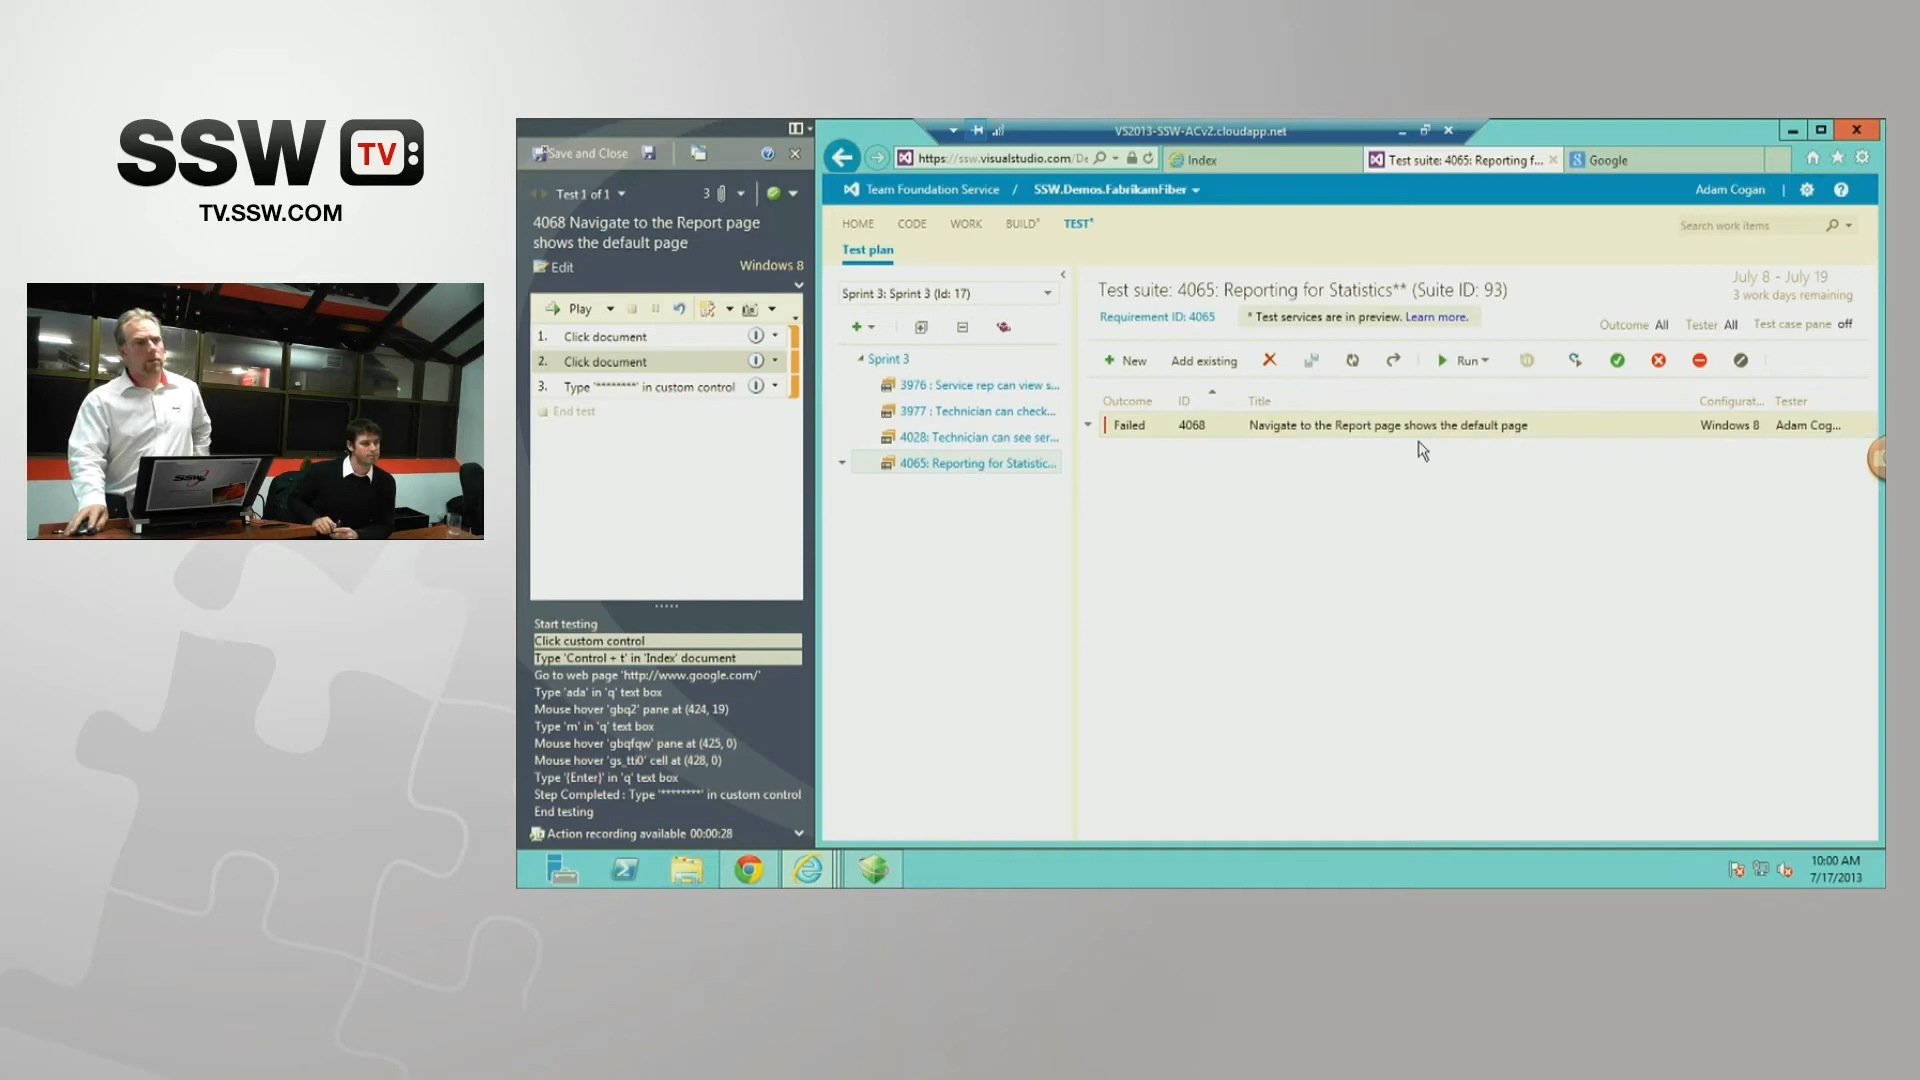 SSW TV:
TV.SSW.COM
SSW
Save and Close
Test 1 of 1
3
4068 Navigate to the Report page
shows the default page
Edit
Windows 8
Play
1. Click document
2. Click document
3. Type '********' in custom control
End test
Start testing
Click custom control
Type 'Control + t' in 'Index' document
Go to web page 'http://www.google.com/'
Type 'ada' in 'q' text box
Mouse hover 'gbq2' pane at (424, 19)
Type 'm' in 'q' text box
Mouse hover 'gbqfqw' pane at (425, 0)
Mouse hover 'gs_tti0' cell at (428, 0)
Type '{Enter}' in 'q' text box
Step Completed : Type '********' in custom control
End testing
Action recording available 00:00:28
VS2013-SSW-ACv2.cloudapp.net
https://ssw.visualstudio.com/De
Index
Test suite: 4065: Reporting f...
Google
Team Foundation Service / SSW.Demos.FabrikamFiber
Adam Cogan
HOME CODE WORK BUILD* TEST*
Search work items
Test plan
Sprint 3: Sprint 3 (Id: 17)
Sprint 3
3976 : Service rep can view s...
3977 : Technician can check...
4028: Technician can see ser...
4065: Reporting for Statistic...
Test suite: 4065: Reporting for Statistics** (Suite ID: 93)
July 8 - July 19
3 work days remaining
Requirement ID: 4065
* Test services are in preview. Learn more.
Outcome All Tester All Test case pane off
New Add existing Run
Outcome ID Title Configurat... Tester
Failed 4068 Navigate to the Report page shows the default page Windows 8 Adam Cog...
10:00 AM
7/17/2013